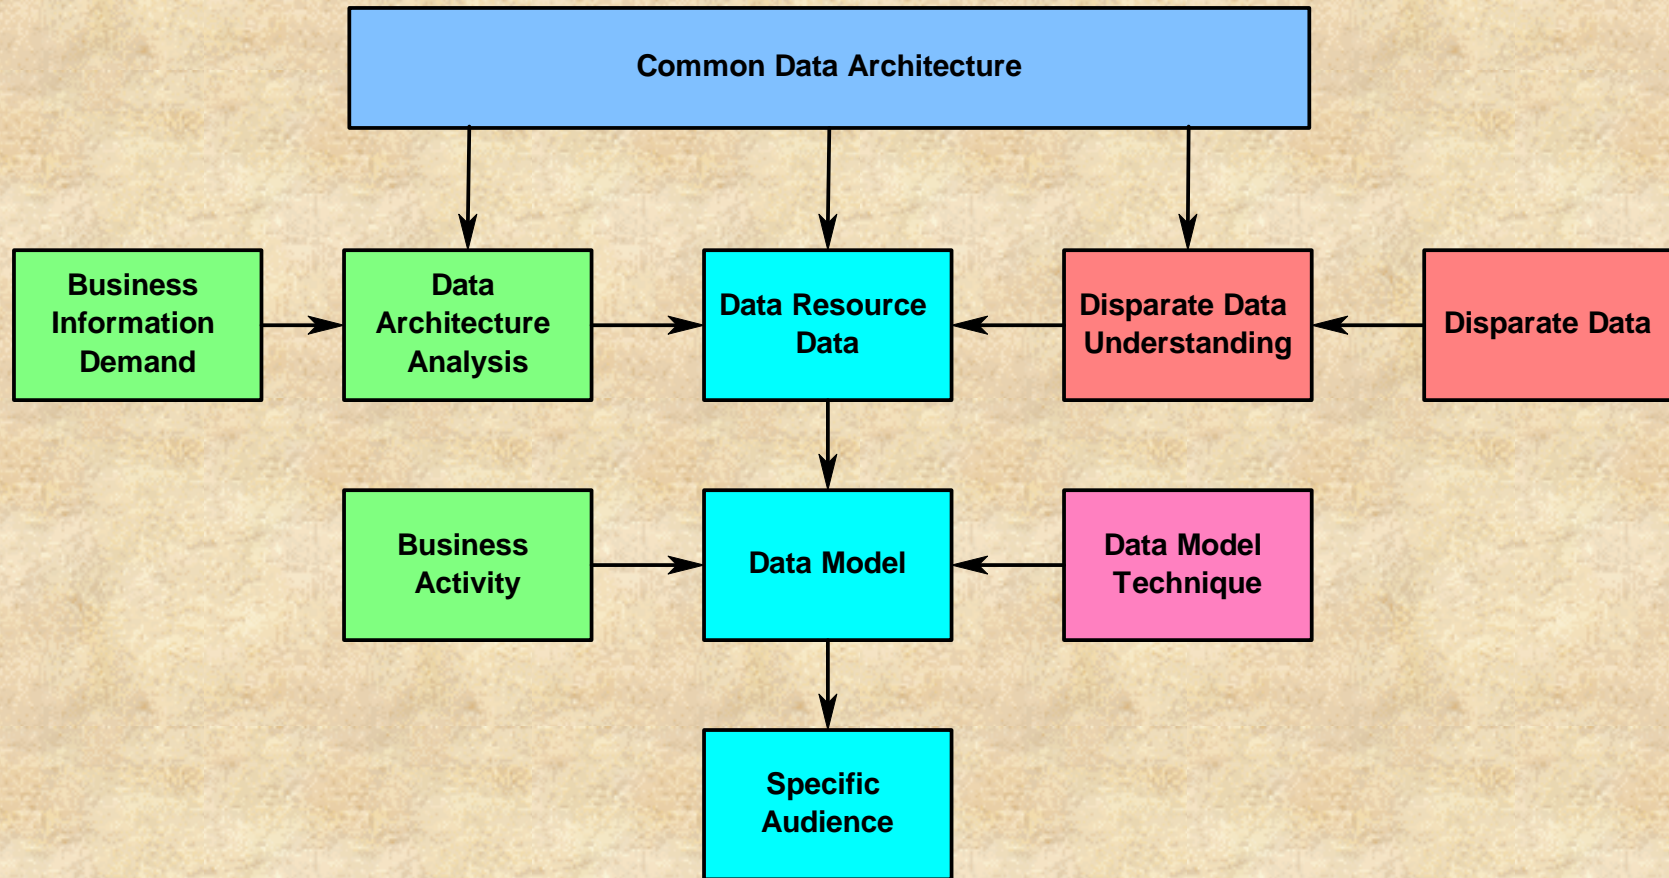 Common Data Architecture
Business
Information
Demand
Data
Architecture
Analysis
Data Resource
Data
Disparate Data
Understanding
Disparate Data
Business
Activity
Data Model
Data Model
Technique
Specific
Audience